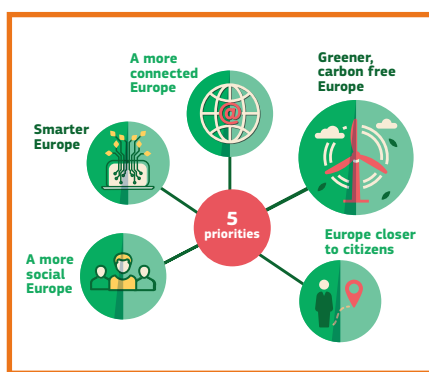 A more
connected
Europe
Greener,
carbon free
Europe
Smarter
Europe
@
5
priorities
A more
social
Europe
Europe closer
to citizens